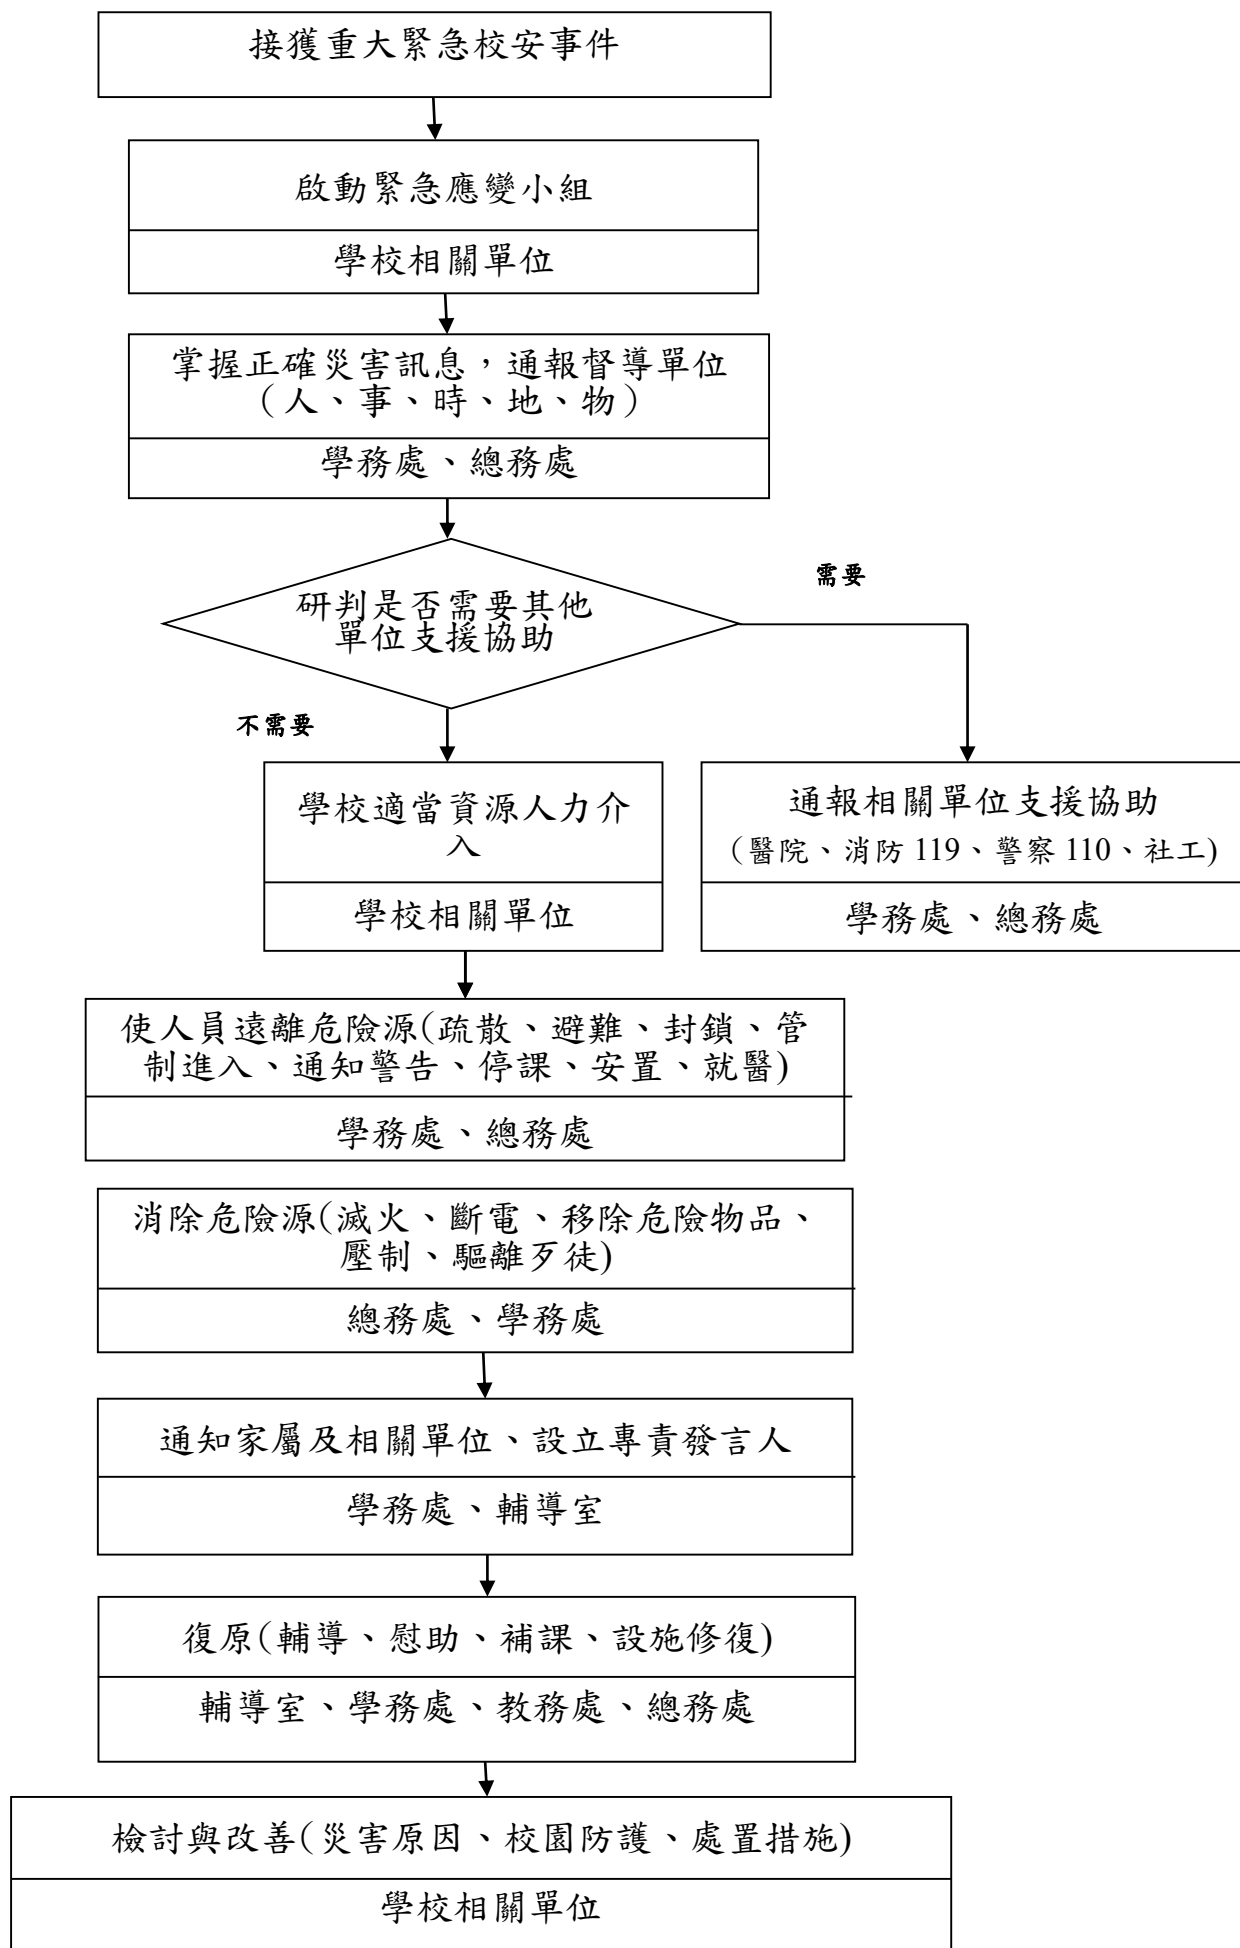 接獲重大緊急校安事件
啟動緊急應變小組
學校相關單位
掌握正確災害訊息，通報督導單位
（人、事、時、地、物）
學務處、總務處
研判是否需要其他
單位支援協助
需要
不需要
學校適當資源人力介
入
學校相關單位
通報相關單位支援協助
（醫院、消防 119、警察 110、社工)
學務處、總務處
使人員遠離危險源(疏散、避難、封鎖、管
制進入、通知警告、停課、安置、就醫)
學務處、總務處
消除危險源(滅火、斷電、移除危險物品、
壓制、驅離歹徒)
總務處、學務處
通知家屬及相關單位、設立專責發言人
學務處、輔導室
復原(輔導、慰助、補課、設施修復)
輔導室、學務處、教務處、總務處
檢討與改善(災害原因、校園防護、處置措施)
學校相關單位